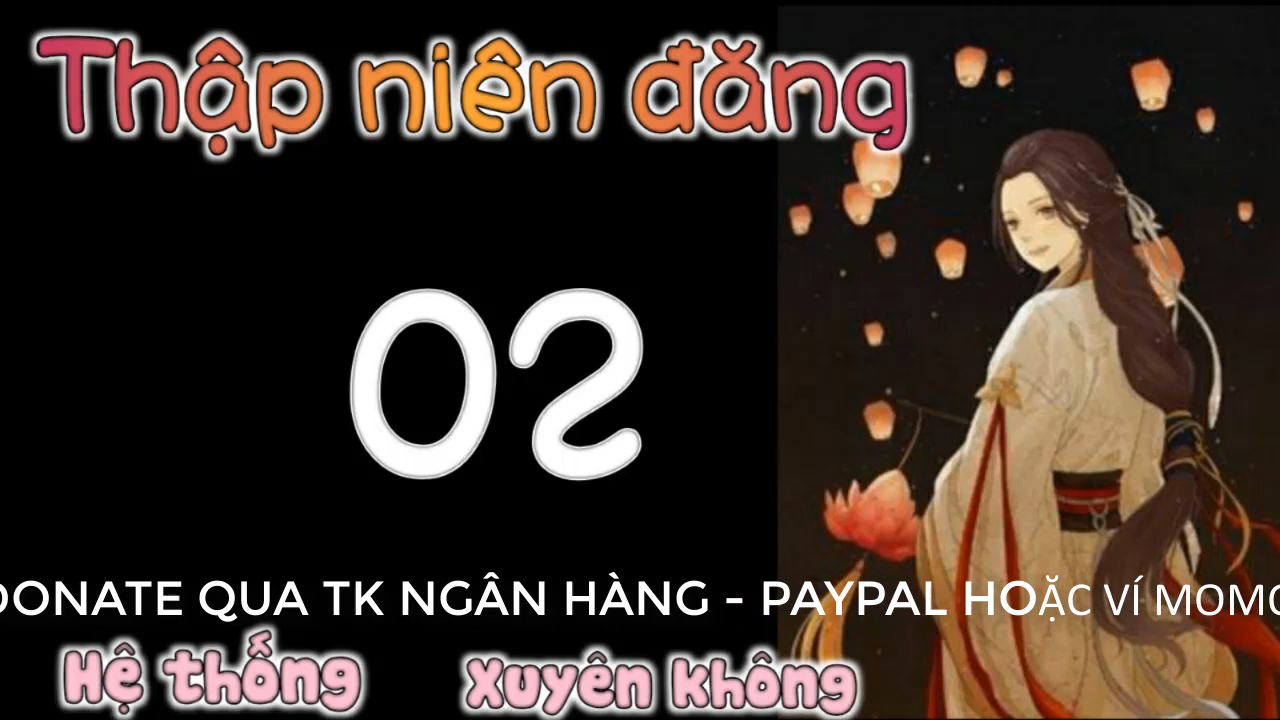 Thập niên đăng
02
DONATE QUA TK NGÂN HÀNG - PAYPAL HOẶC VÍ MOMO
Hệ thống Xuyên không